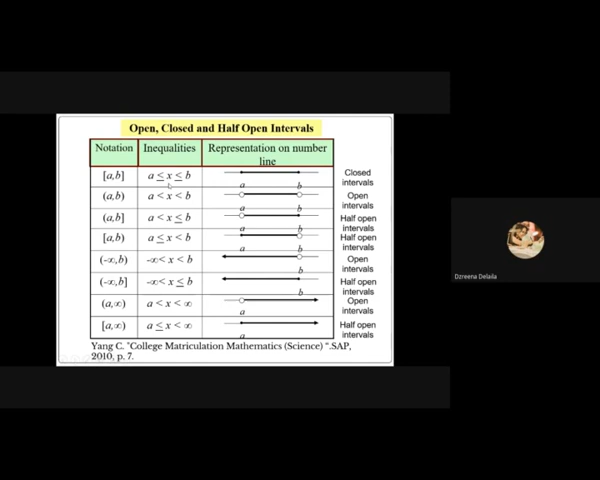 Open, Closed and Half Open Intervals
Notation Inequalities Representation on number
line
[a,b] a ≤ x ≤ b Closed
intervals
a b
(a,b) a < x < b Open
intervals
a b
(a,b] a < x ≤ b Half open
intervals
a b
[a,b) a ≤ x < b Half open
intervals
a b
(-∞,b) -∞< x < b Open
intervals
b
(-∞,b] -∞< x ≤ b Half open
intervals
b
(a,∞) a < x < ∞ Open
intervals
a
[a,∞) a ≤ x < ∞ Half open
intervals
a
Yang C. "College Matriculation Mathematics (Science) ".SAP,
2010, p. 7.
Dzreena Delaila